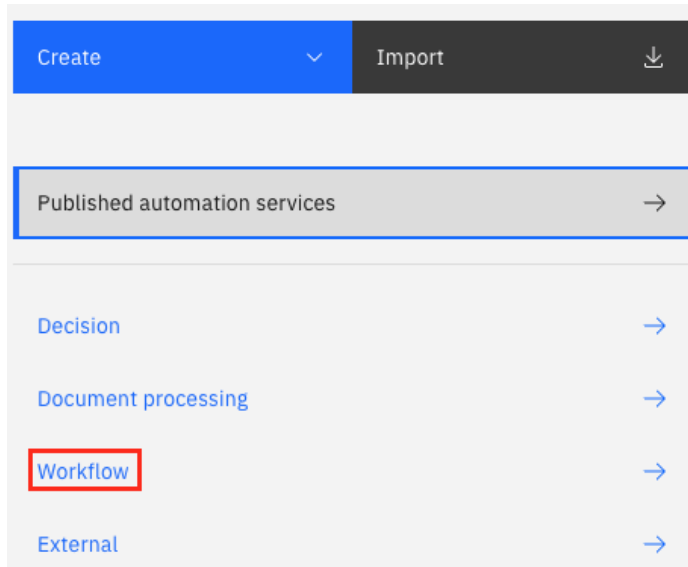 Create
Import
Published automation services
Decision
Document processing
Workflow
External